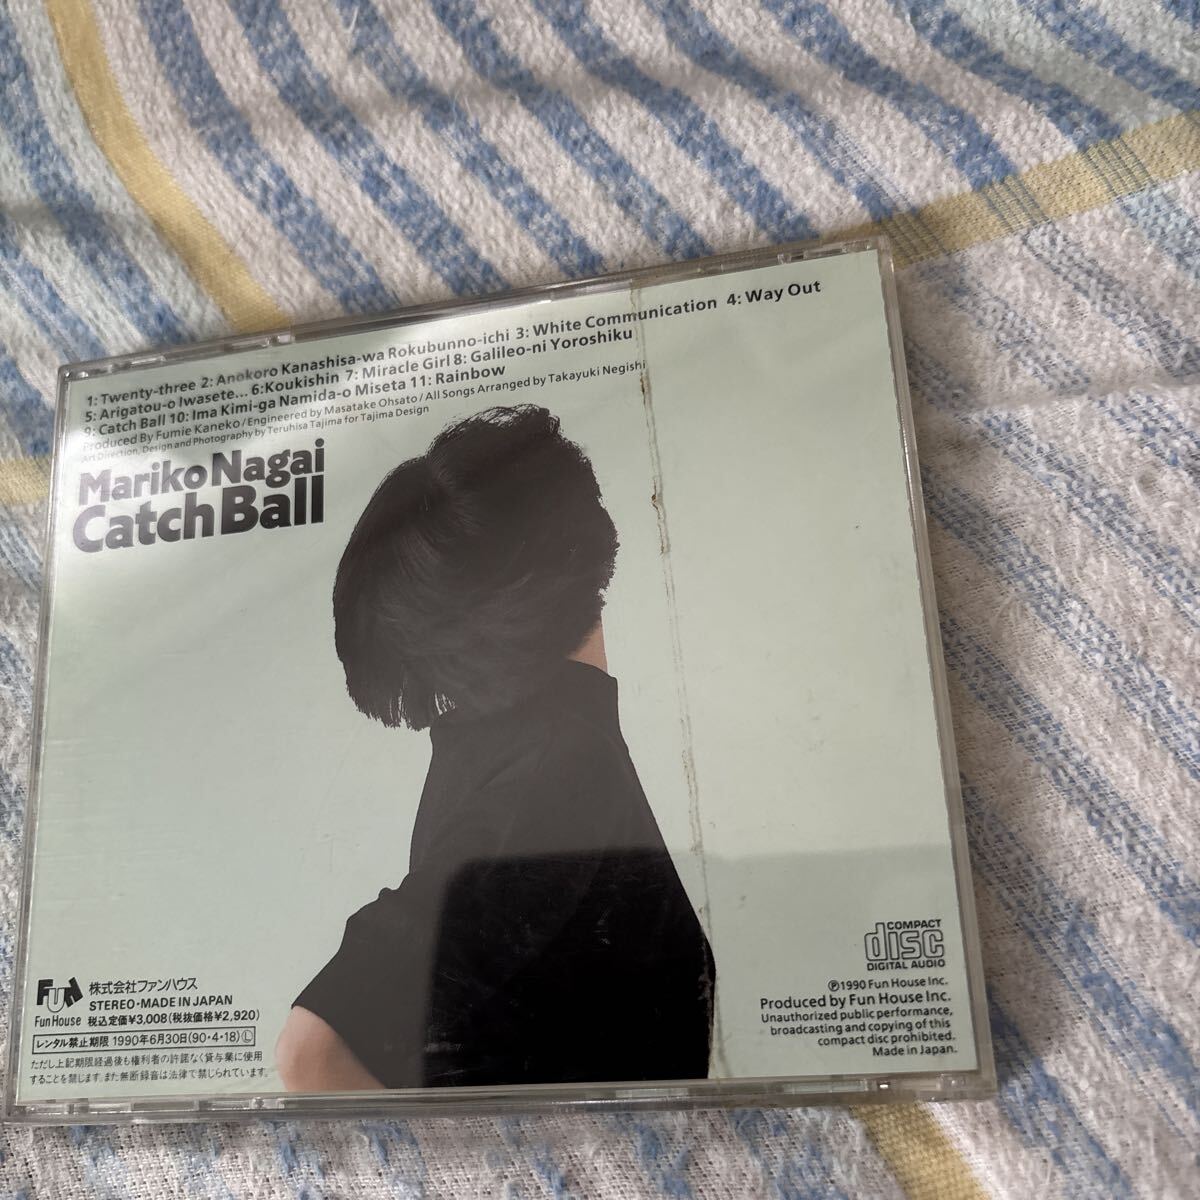 1: Twenty-three 2: Anokoro Kanashisa-wa Rokubunno-ichi 3: White Communication 4: Way Out
5: Arigatou-o Iwasete... 6:Koukishin 7: Miracle Girl 8: Galileo-ni Yoroshiku
9: Catch Ball 10: Ima Kimi-ga Namida-o Miseta 11: Rainbow
Produced By Fumie Kaneko/Engineered by Masatake Ohsato/All Songs Arranged by Takayuki Negishi
Art Direction, Design and Photography by Teruhisa Tajima for Tajima Design
Mariko Nagai
Catch Ball
Fun 株式会社ファンハウス
STEREO・MADE IN JAPAN
Fun House 税込定価¥3,008(税抜価格¥2,920)
レンタル禁止期限 1990年6月30日(90・4・18)Ⓛ
ただし上記期限経過後も権利者の許諾なく貸与業に使用
することを禁じます。また無断録音は法律で禁じられています。
COMPACT
disc
DIGITAL AUDIO
℗1990 Fun House Inc.
Produced by Fun House Inc.
Unauthorized public performance,
broadcasting and copying of this
compact disc prohibited.
Made in Japan.